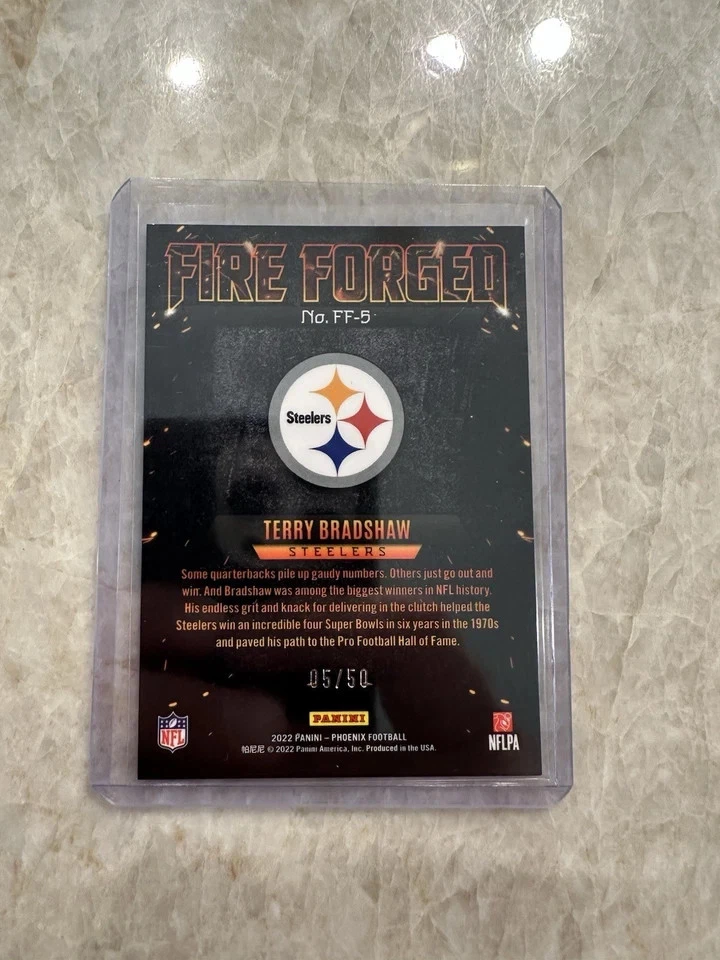 FIRE FORGED
No. FF-5
Steelers
TERRY BRADSHAW
STEELERS
Some quarterbacks pile up gaudy numbers. Others just go out and
win. And Bradshaw was among the biggest winners in NFL history.
His endless grit and knack for delivering in the clutch helped the
Steelers win an incredible four Super Bowls in six years in the 1970s
and paved his path to the Pro Football Hall of Fame.
05/50
PANINI
2022 PANINI – PHOENIX FOOTBALL
帕尼尼 © 2022 Panini America, Inc. Produced in the USA.
NFL
NFLPA